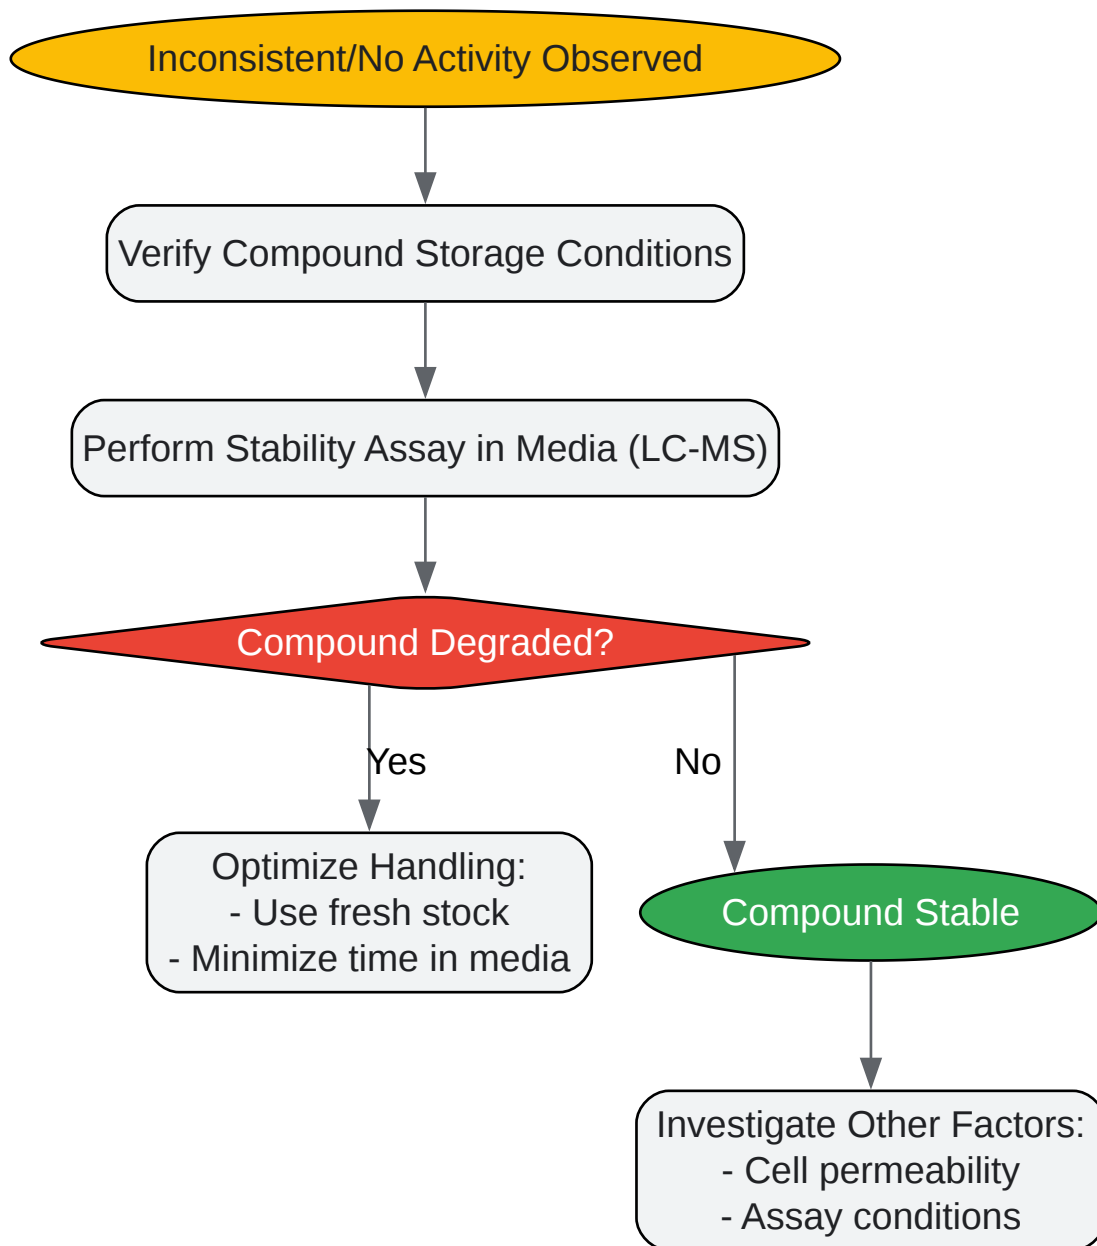 Inconsistent/No Activity Observed
Verify Compound Storage Conditions
Perform Stability Assay in Media (LC-MS)
Compound Degraded?
Yes
No
Optimize Handling:
- Use fresh stock
- Minimize time in media
Compound Stable
Investigate Other Factors:
- Cell permeability
- Assay conditions